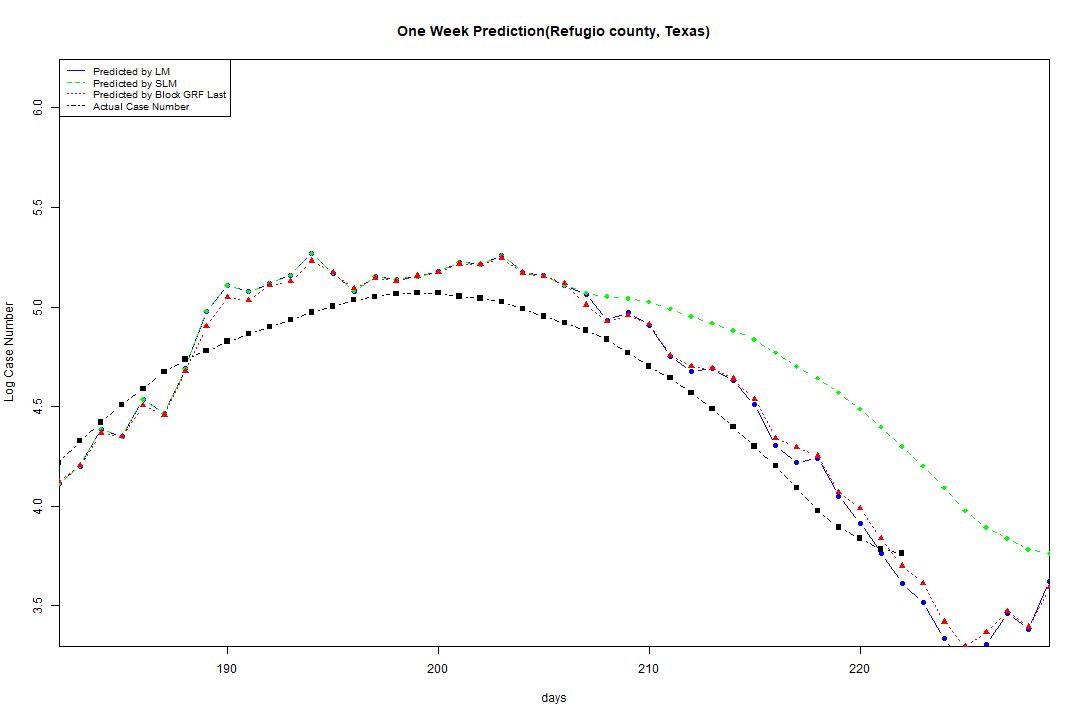 One Week Prediction(Refugio county, Texas)
Predicted by LM
Predicted by SLM
Predicted by Block GRF Last
Actual Case Number
6.0
5.5
5.0
4.5
4.0
3.5
Log Case Number
190 200 210 220
days